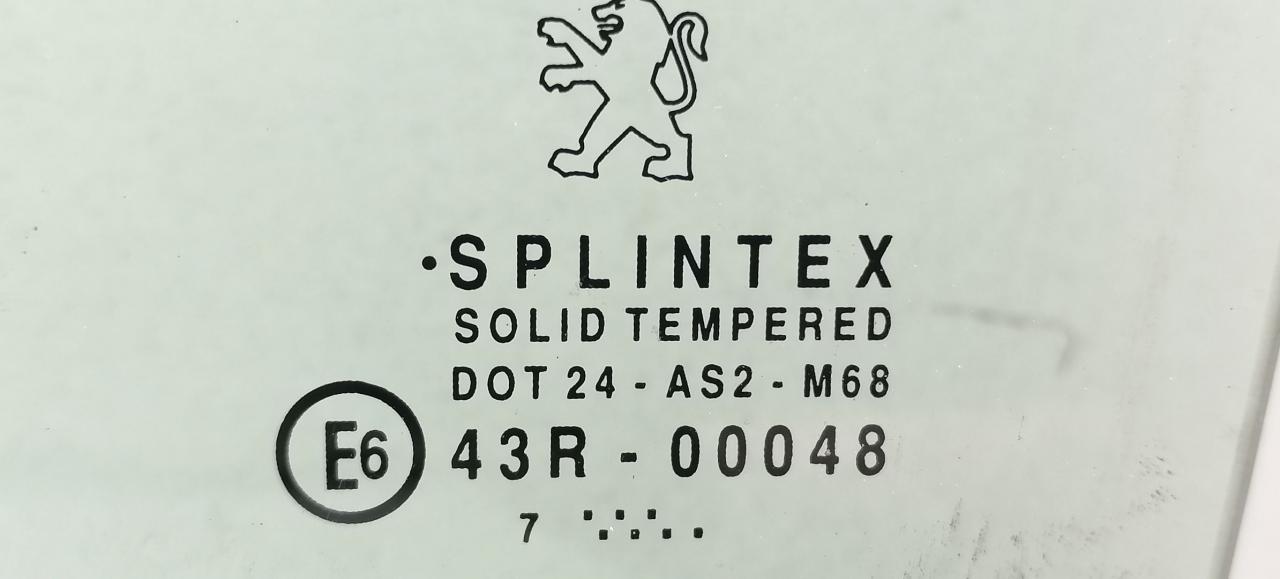 ·SPLINTEX
SOLID TEMPERED
DOT 24 - AS2 - M68
E6 43R - 00048
7